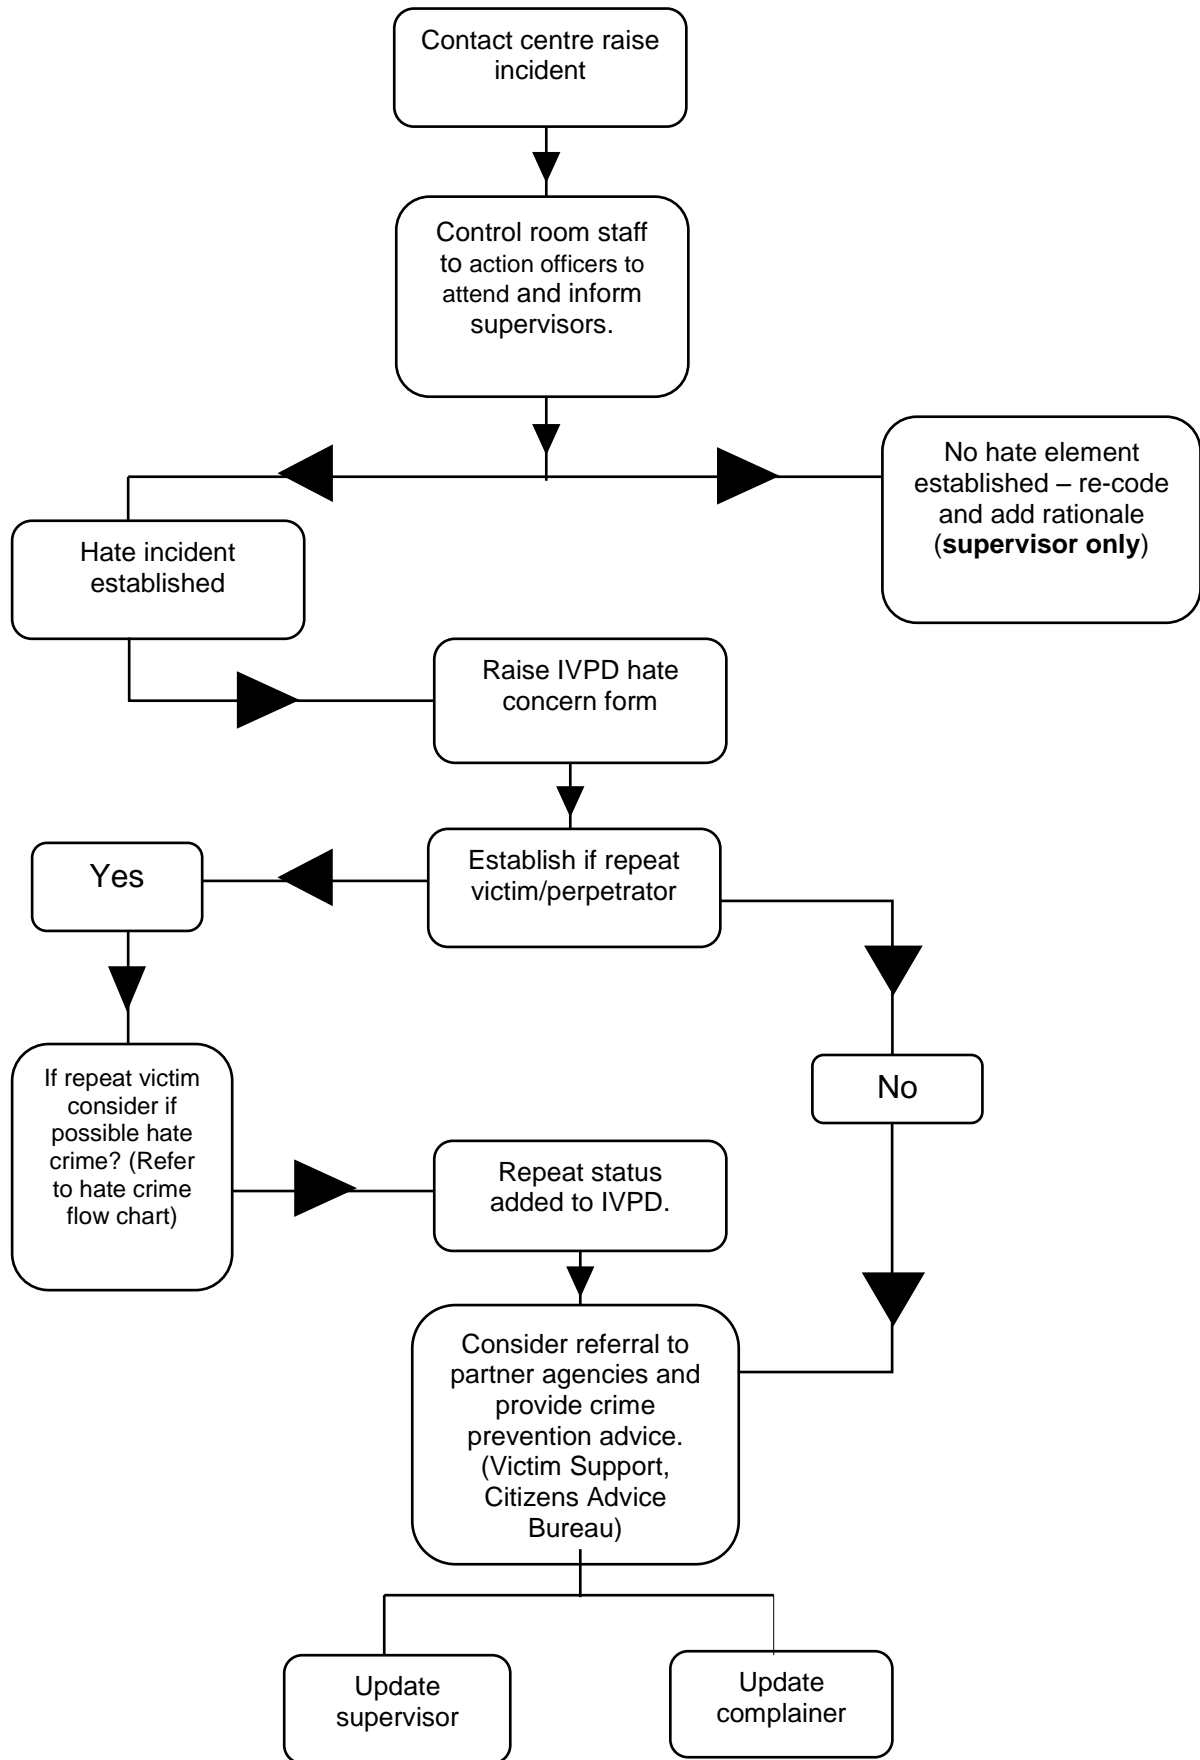 Contact centre raise
incident
Control room staff
to action officers to
attend and inform
supervisors.
No hate element
established – re-code
and add rationale
(supervisor only)
Hate incident
established
Raise IVPD hate
concern form
Establish if repeat
victim/perpetrator
Yes
No
If repeat victim
consider if
possible hate
crime? (Refer
to hate crime
flow chart)
Repeat status
added to IVPD.
Consider referral to
partner agencies and
provide crime
prevention advice.
(Victim Support,
Citizens Advice
Bureau)
Update
supervisor
Update
complainer